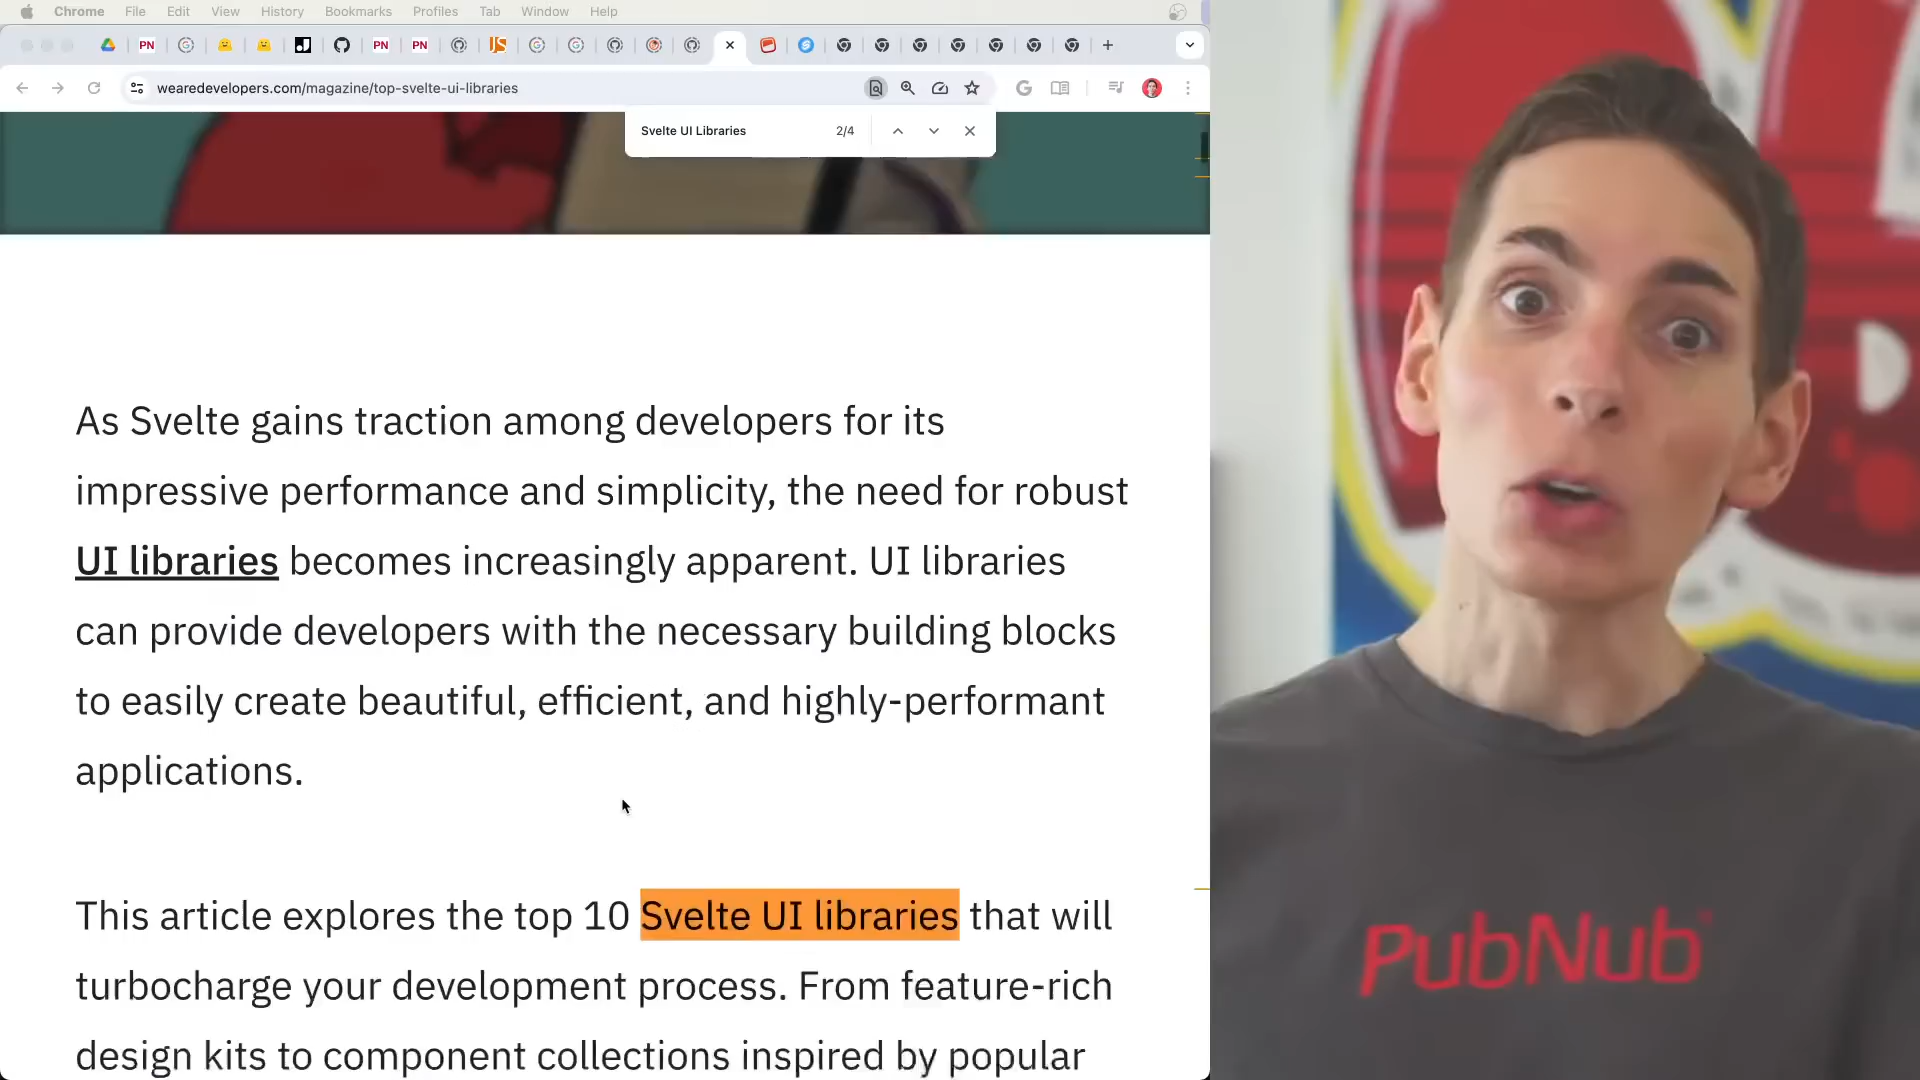 Chrome File Edit View History Bookmarks Profiles Tab Window Help
PN PN PN JS
wearedevelopers.com/magazine/top-svelte-ui-libraries
Svelte UI Libraries 2/4
As Svelte gains traction among developers for its
impressive performance and simplicity, the need for robust
UI libraries becomes increasingly apparent. UI libraries
can provide developers with the necessary building blocks
to easily create beautiful, efficient, and highly-performant
applications.
This article explores the top 10 Svelte UI libraries that will
turbocharge your development process. From feature-rich
design kits to component collections inspired by popular
PubNub